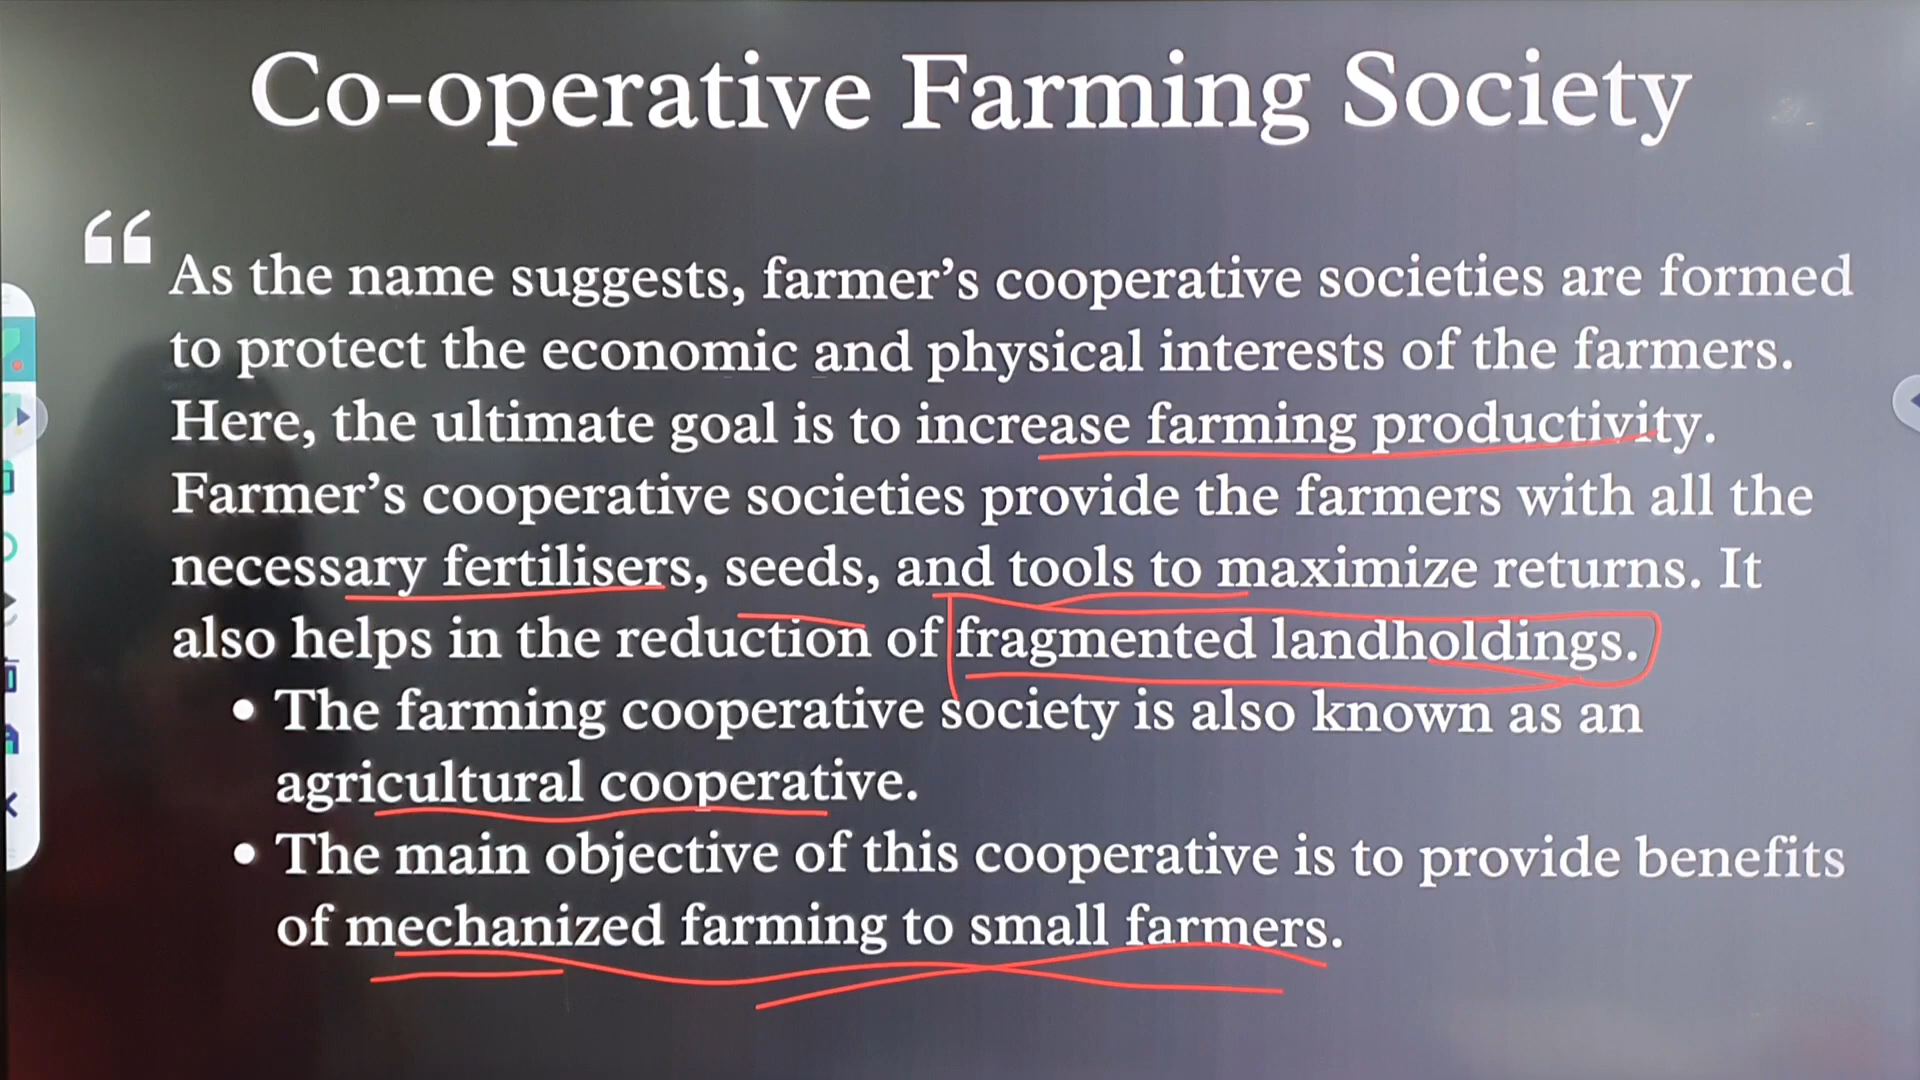 Co-operative Farming Society
“ As the name suggests, farmer’s cooperative societies are formed
to protect the economic and physical interests of the farmers.
Here, the ultimate goal is to increase farming productivity.
Farmer’s cooperative societies provide the farmers with all the
necessary fertilisers, seeds, and tools to maximize returns. It
also helps in the reduction of fragmented landholdings.
• The farming cooperative society is also known as an
agricultural cooperative.
• The main objective of this cooperative is to provide benefits
of mechanized farming to small farmers.